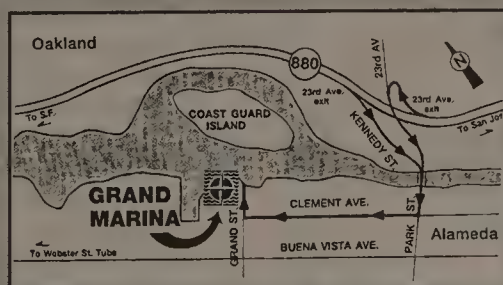 Oakland
880
23rd AV
N
23rd Ave.
exit
23rd Ave.
exit
To S.F.
To San Jos
COAST GUARD
ISLAND
KENNEDY ST.
GRAND
MARINA
GRAND ST.
CLEMENT AVE.
PARK ST.
Alameda
To Webster St. Tube
BUENA VISTA AVE.